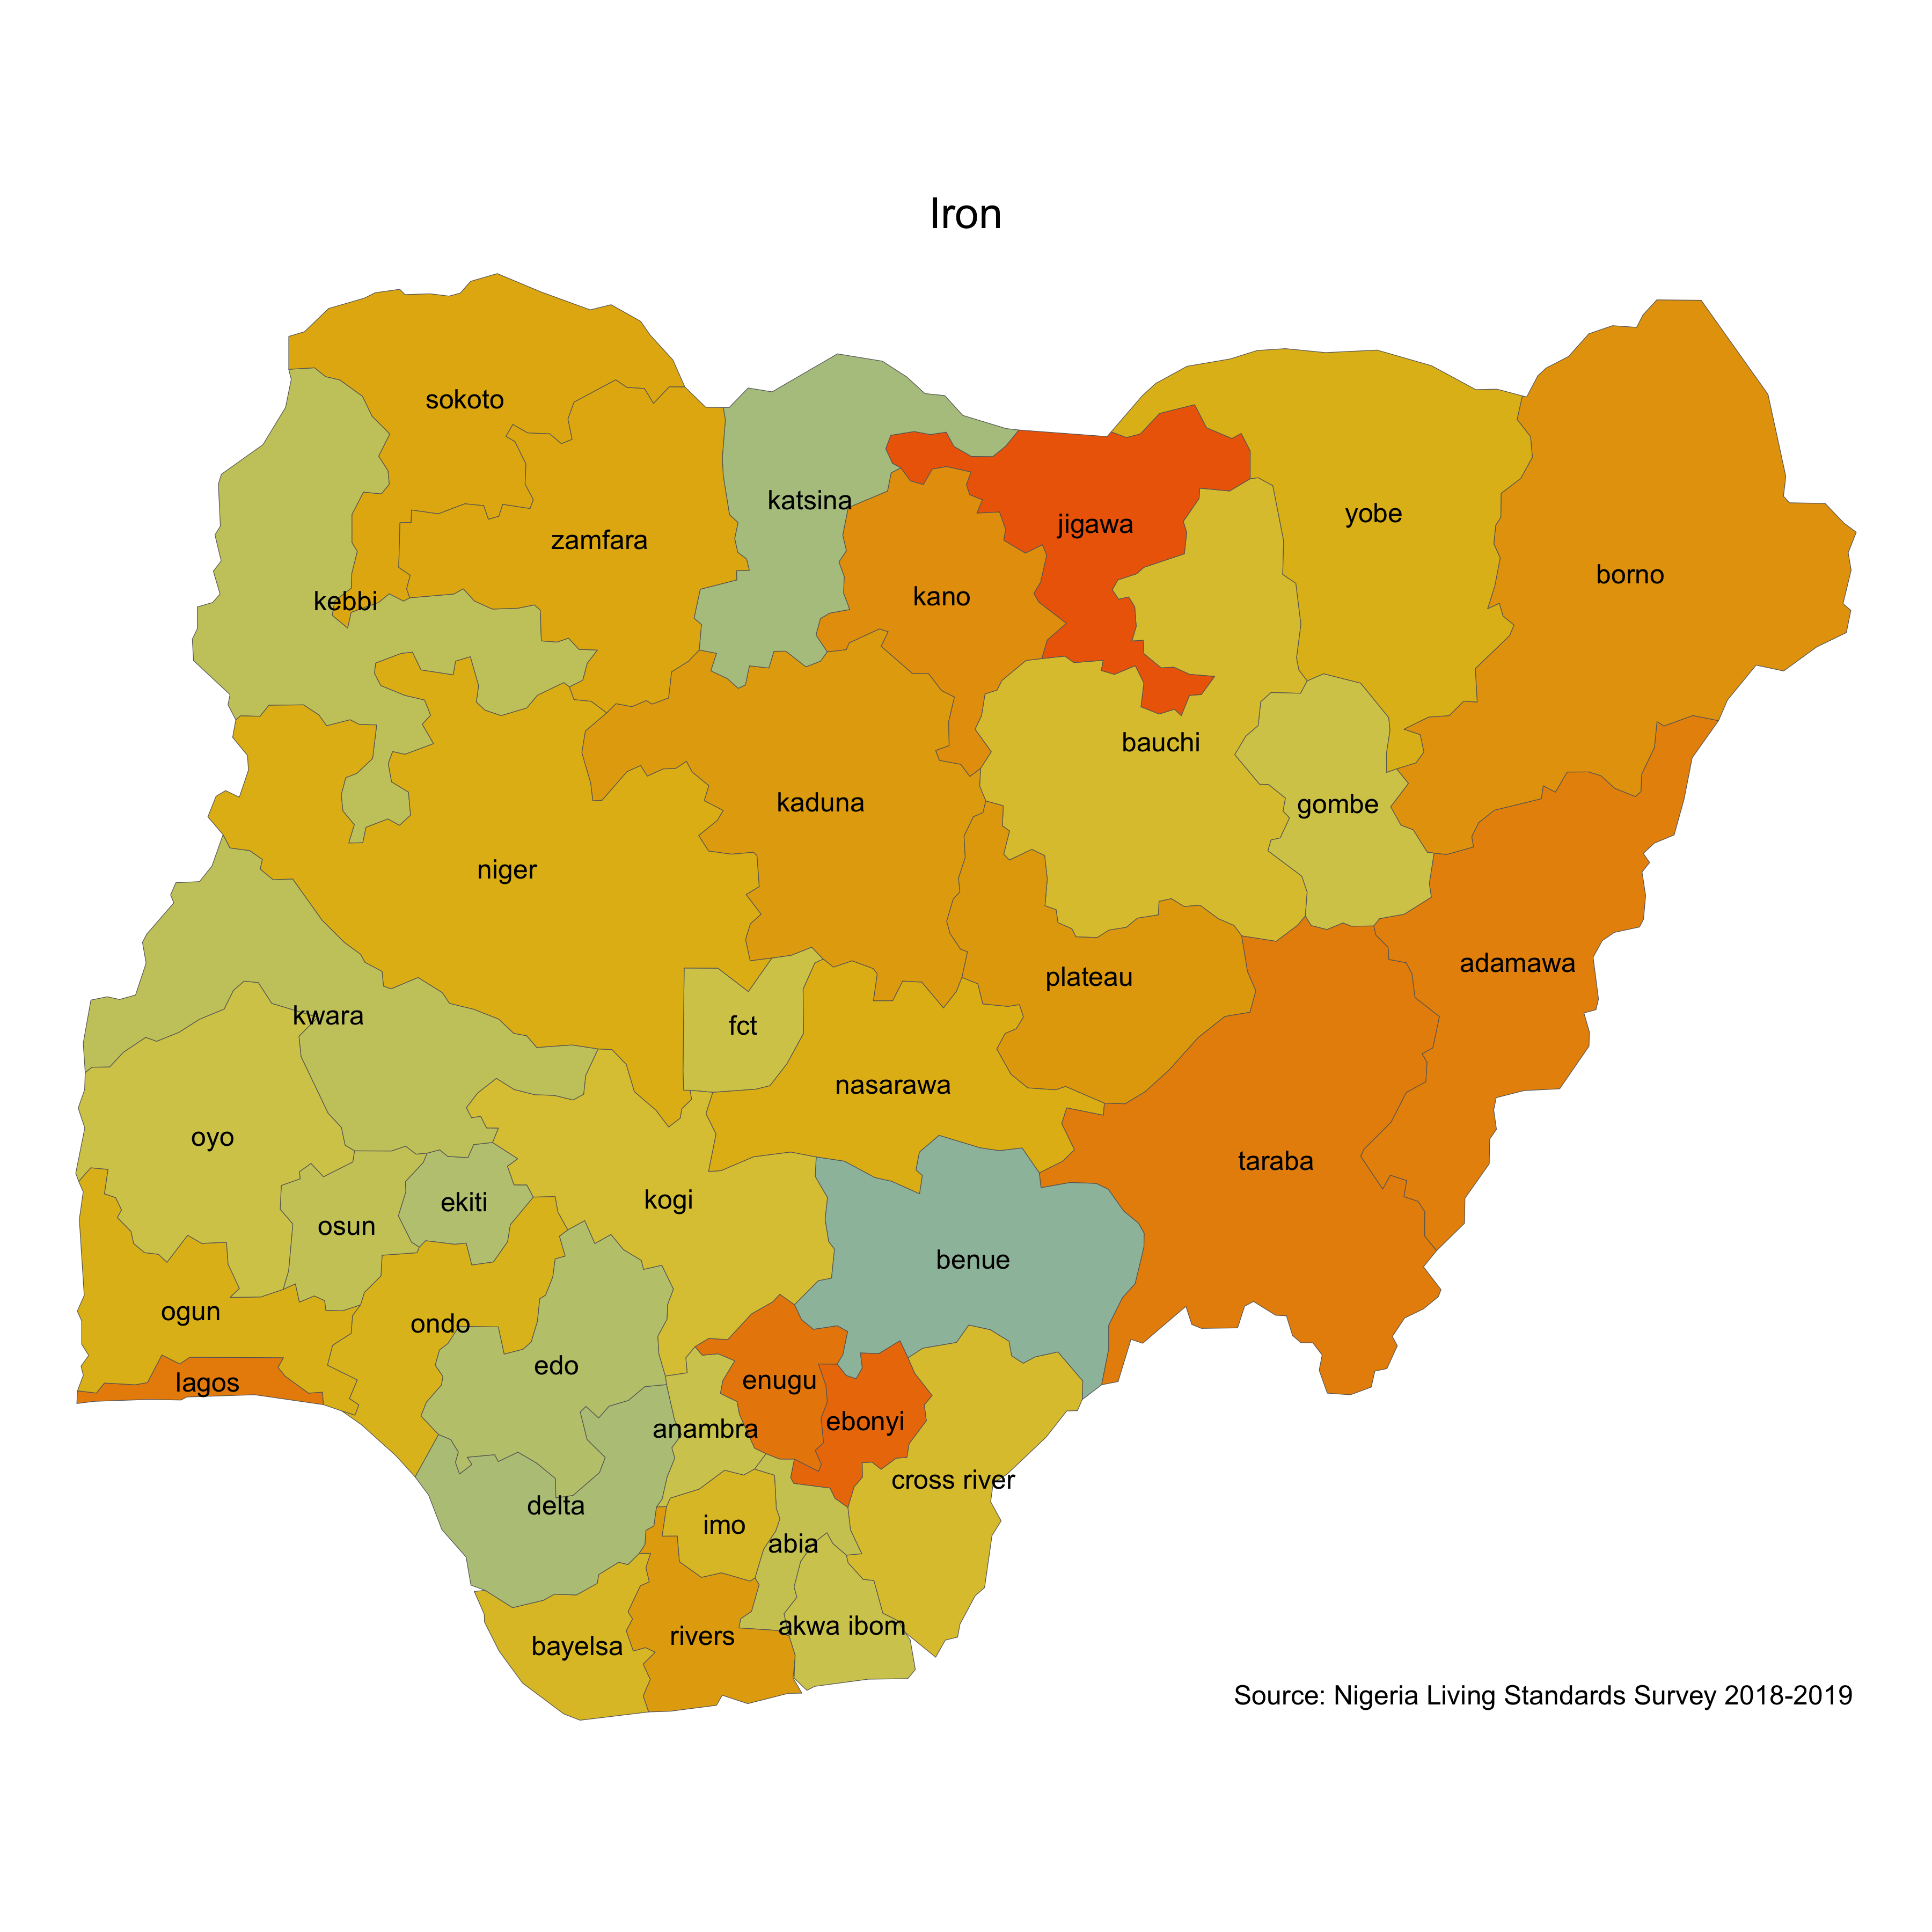 Iron
sokoto
katsina
zamfara
jigawa
yobe
borno
kebbi
kano
bauchi
kaduna
gombe
niger
adamawa
plateau
kwara
fct
nasarawa
oyo
taraba
ekiti
kogi
osun
benue
ogun
ondo
edo
lagos
enugu
ebonyi
anambra
cross river
delta
imo
abia
akwa ibom
rivers
bayelsa
Source: Nigeria Living Standards Survey 2018-2019